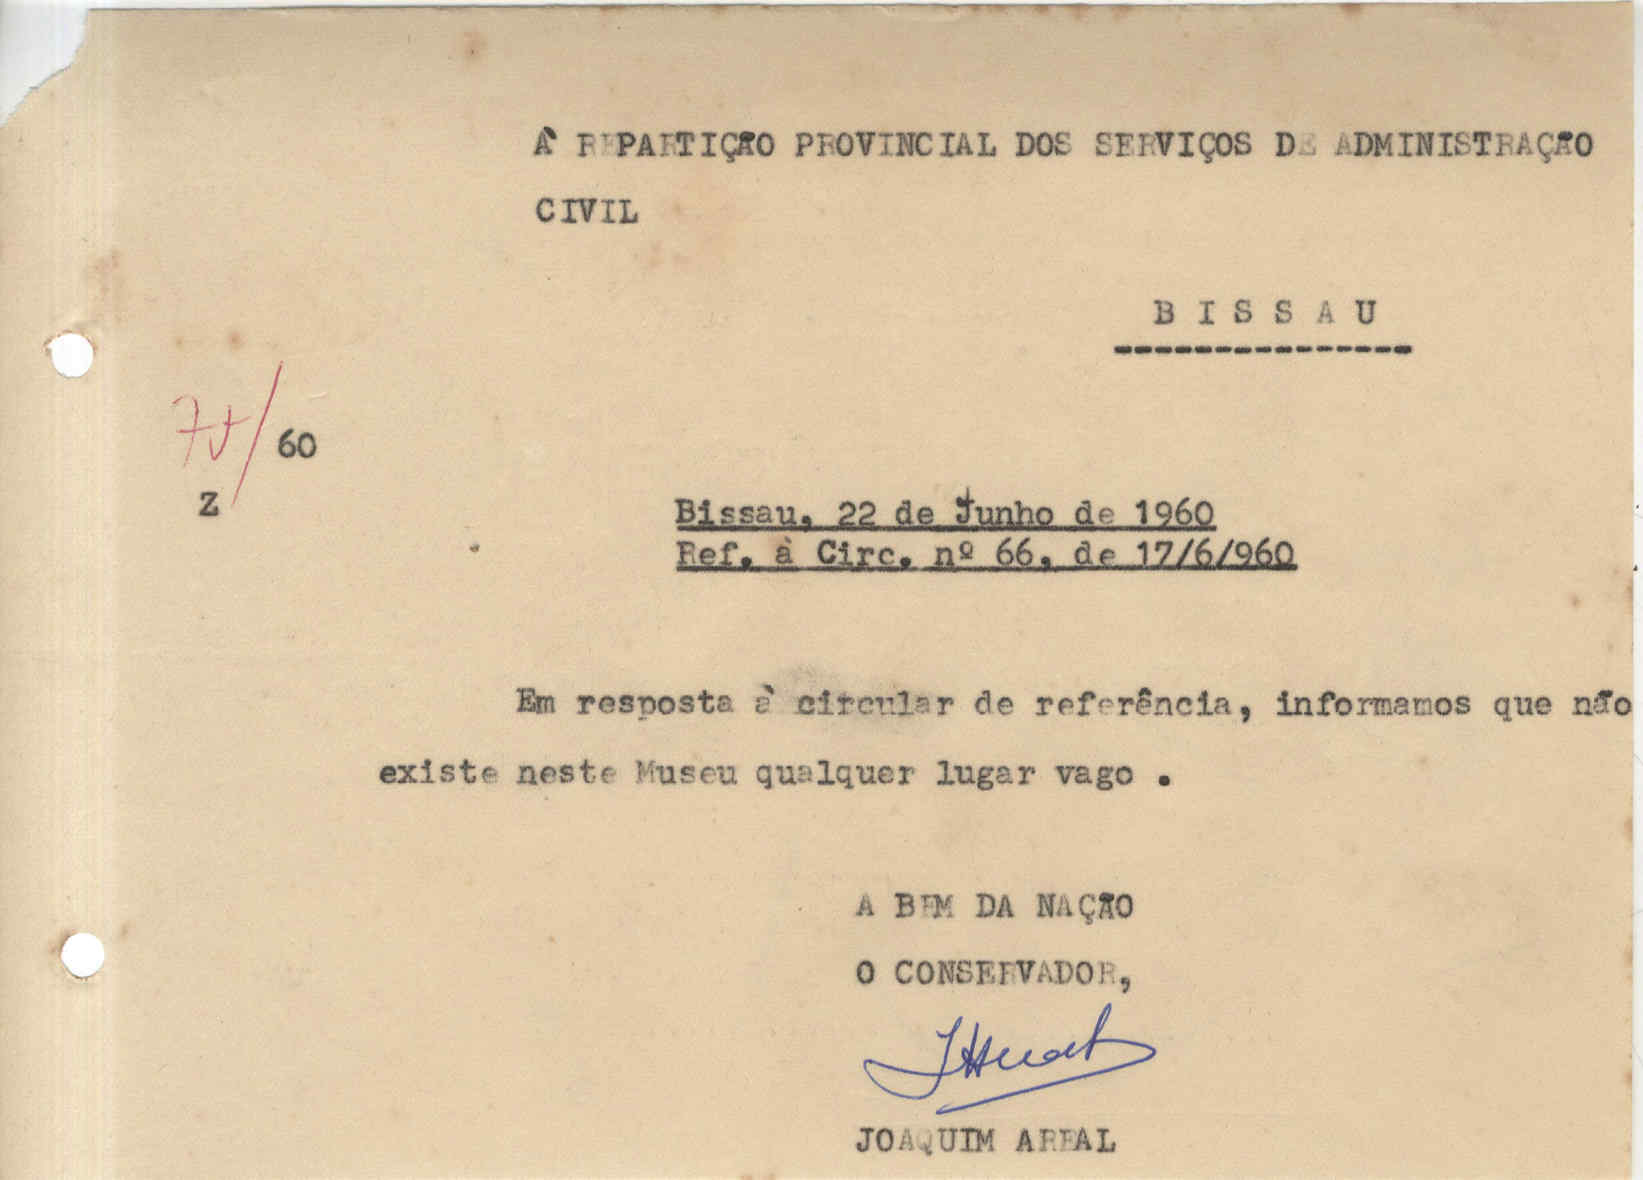 À REPARTIÇÃO PROVINCIAL DOS SERVIÇOS DE ADMINISTRAÇÃO
CIVIL
B I S S A U
---------------
/60
Z
Bissau, 22 de Junho de 1960
Ref. à Circ. nº 66, de 17/6/960
Em resposta à circular de referência, informamos que não
existe neste Museu qualquer lugar vago .
A BEM DA NAÇÃO
O CONSERVADOR,
JOAQUIM AREAL